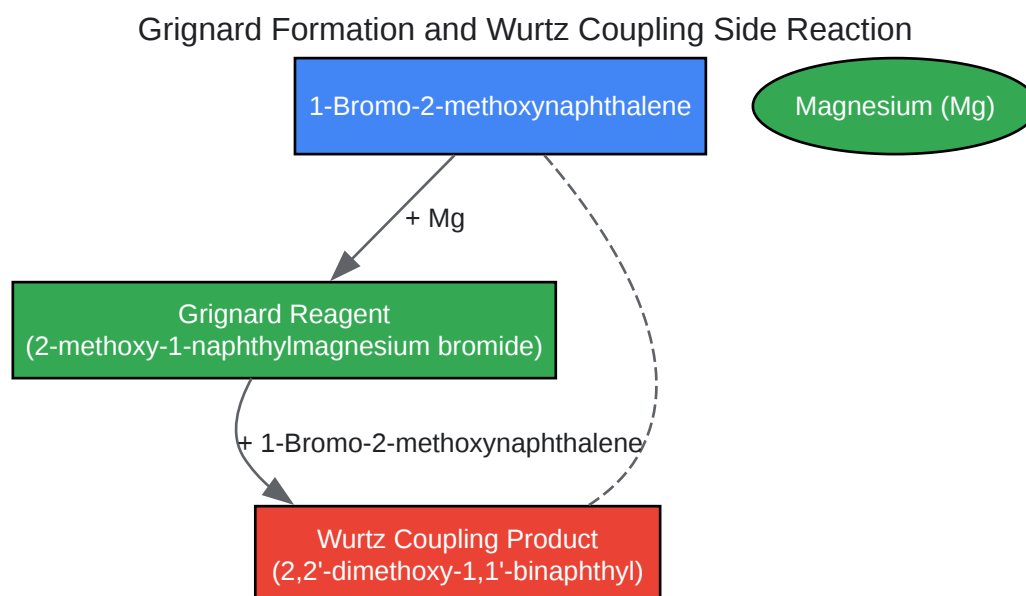 Grignard Formation and Wurtz Coupling Side Reaction
1-Bromo-2-methoxynaphthalene
Magnesium (Mg)
+ Mg
Grignard Reagent
(2-methoxy-1-naphthylmagnesium bromide)
+ 1-Bromo-2-methoxynaphthalene
Wurtz Coupling Product
(2,2'-dimethoxy-1,1'-binaphthyl)